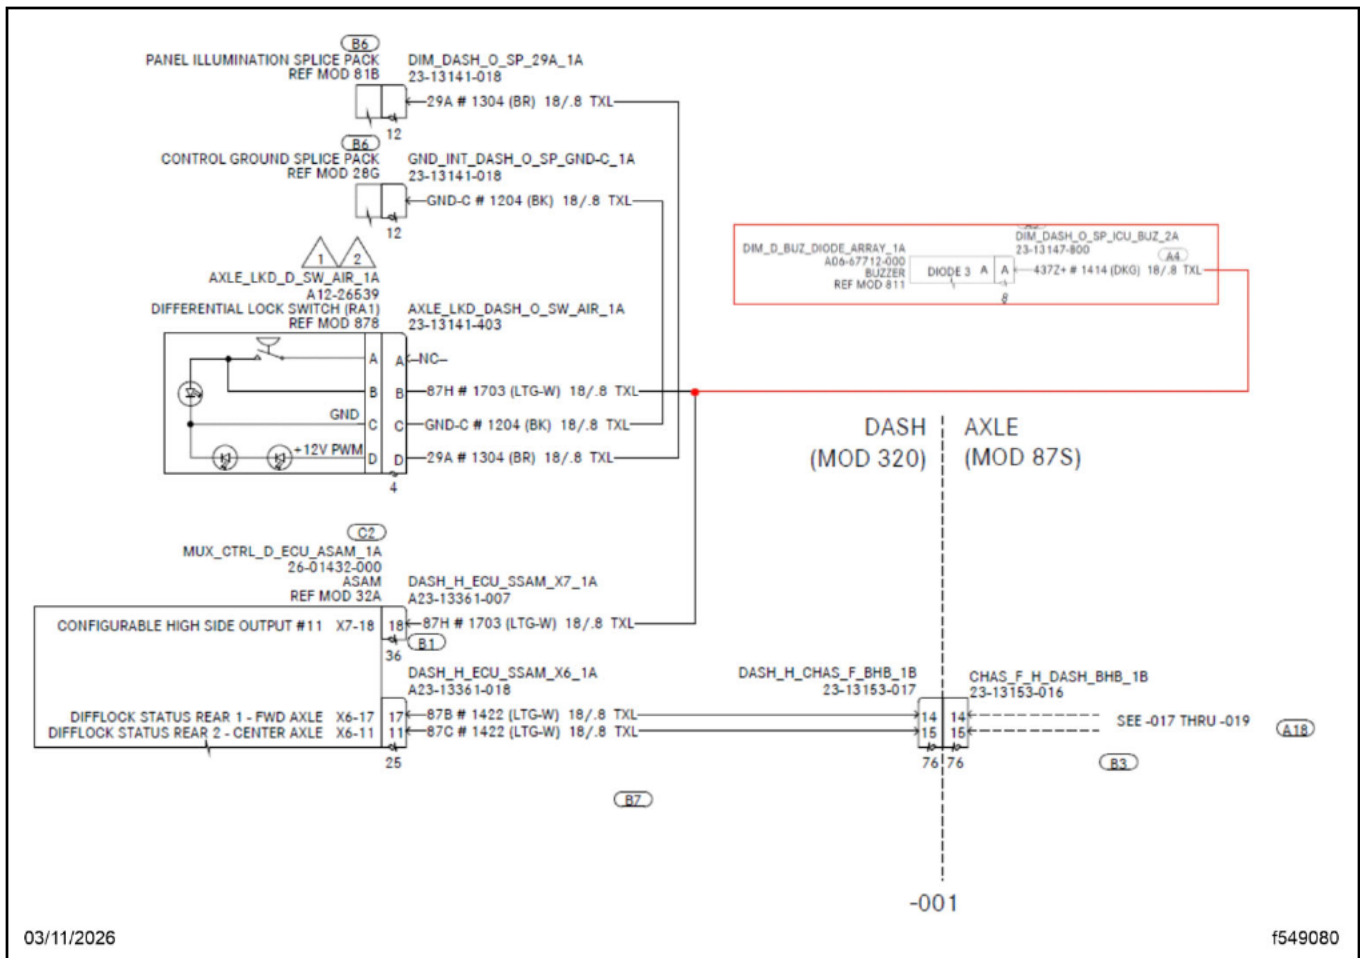 B6
PANEL ILLUMINATION SPLICE PACK
REF MOD 81B
DIM_DASH_O_SP_29A_1A
23-13141-018
29A # 1304 (BR) 18/.8 TXL
12
B6
CONTROL GROUND SPLICE PACK
REF MOD 28G
GND_INT_DASH_O_SP_GND-C_1A
23-13141-018
GND-C # 1204 (BK) 18/.8 TXL
12
1 2
AXLE_LKD_D_SW_AIR_1A
A12-26539
DIFFERENTIAL LOCK SWITCH (RA1)
REF MOD 878
AXLE_LKD_DASH_O_SW_AIR_1A
23-13141-403
A A NC
B B 87H # 1703 (LTG-W) 18/.8 TXL
GND C C GND-C # 1204 (BK) 18/.8 TXL
+12V PWM D D 29A # 1304 (BR) 18/.8 TXL
4
DIM_D_BUZ_DIODE_ARRAY_1A
A06-67712-000
BUZZER
REF MOD 811
DIM_DASH_O_SP_ICU_BUZ_2A
23-13147-800
A4
DIODE 3 A A 437Z+ # 1414 (DKG) 18/.8 TXL
8
DASH
(MOD 320)
AXLE
(MOD 87S)
C2
MUX_CTRL_D_ECU_ASAM_1A
26-01432-000
ASAM
REF MOD 32A
DASH_H_ECU_SSAM_X7_1A
A23-13361-007
CONFIGURABLE HIGH SIDE OUTPUT #11 X7-18 18 87H # 1703 (LTG-W) 18/.8 TXL
36
B1
DASH_H_ECU_SSAM_X6_1A
A23-13361-018
DIFFLOCK STATUS REAR 1 - FWD AXLE X6-17 17 87B # 1422 (LTG-W) 18/.8 TXL
DIFFLOCK STATUS REAR 2 - CENTER AXLE X6-11 11 87C # 1422 (LTG-W) 18/.8 TXL
25
DASH_H_CHAS_F_BHB_1B
23-13153-017
CHAS_F_H_DASH_BHB_1B
23-13153-016
14 14
15 15
SEE -017 THRU -019
A18
76 76
B3
B7
-001
03/11/2026
f549080